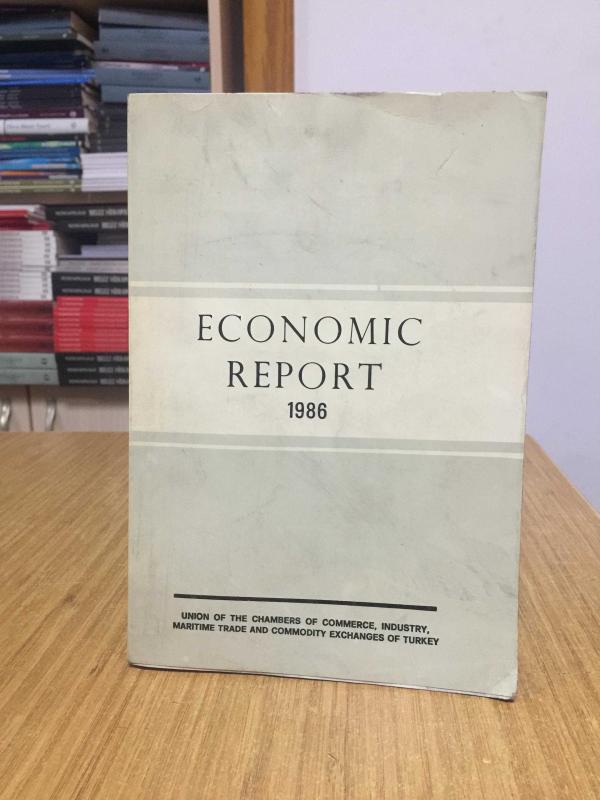 ECONOMIC
REPORT
1986
UNION OF THE CHAMBERS OF COMMERCE, INDUSTRY,
MARITIME TRADE AND COMMODITY EXCHANGES OF TURKEY